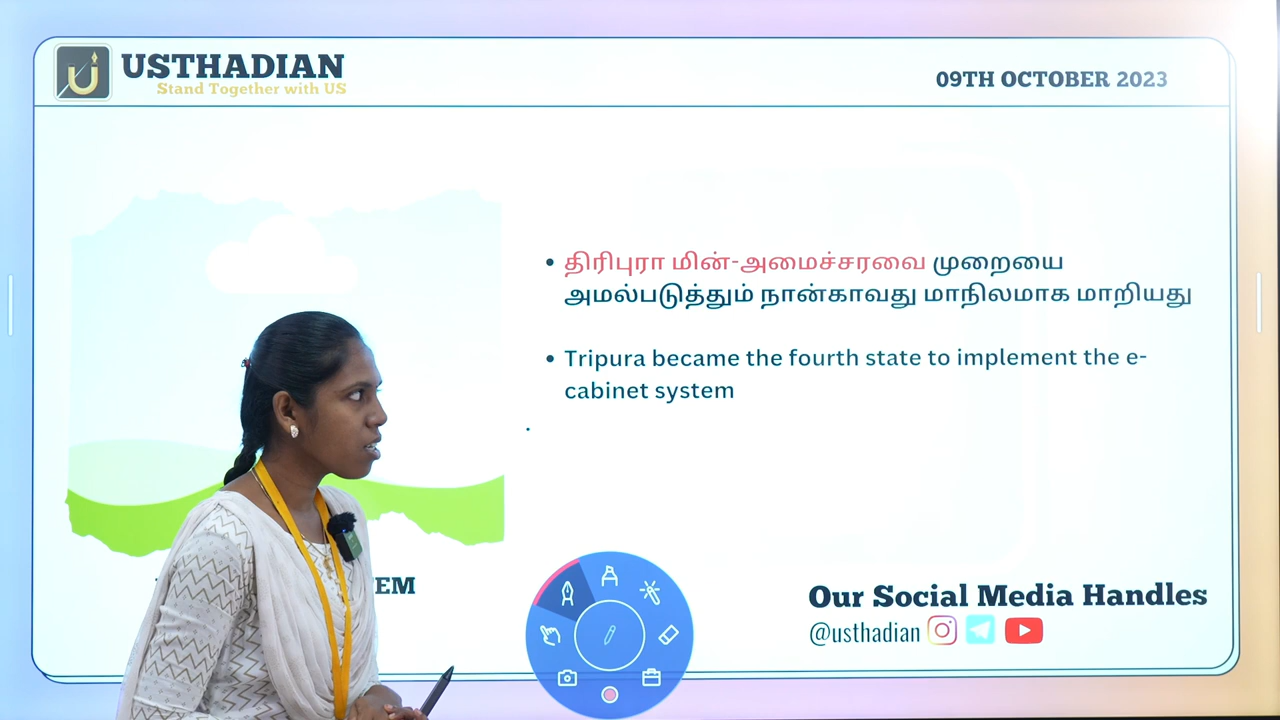 USTHADIAN
Stand Together with US
09TH OCTOBER 2023
• திரிபுரா மின்-அமைச்சரவை முறையை
அமல்படுத்தும் நான்காவது மாநிலமாக மாறியது
• Tripura became the fourth state to implement the e-
cabinet system
Our Social Media Handles
@usthadian